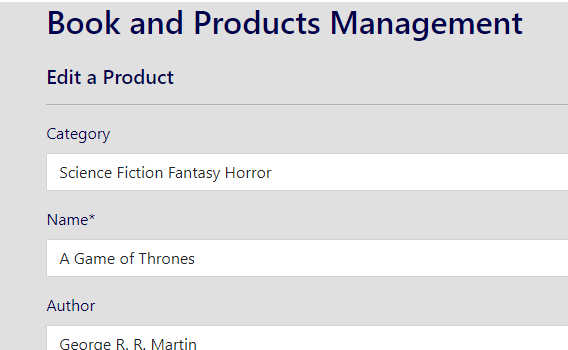 Book and Products Management
Edit a Product
Category
Science Fiction Fantasy Horror
Name*
A Game of Thrones
Author
George R. R. Martin